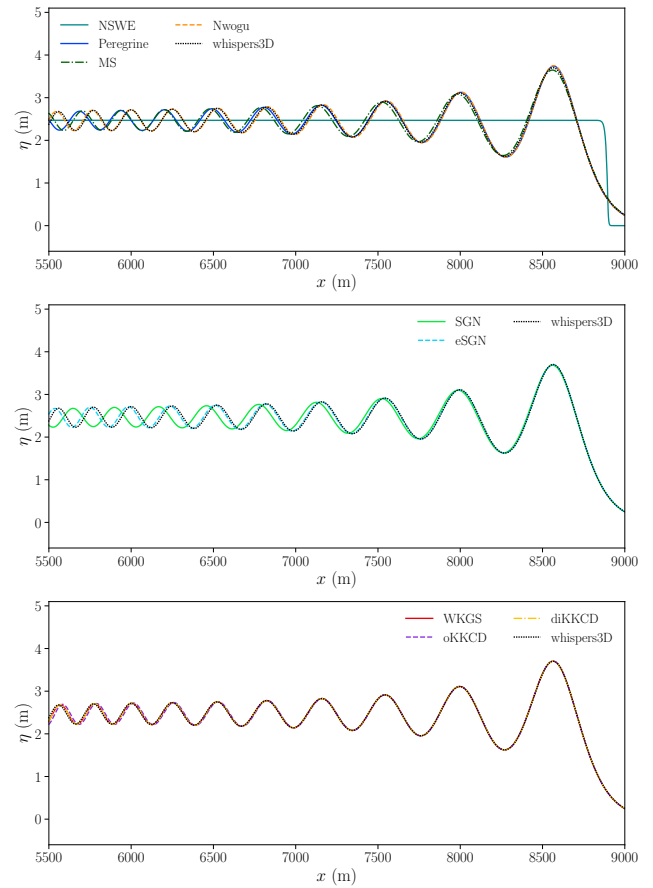 NSWE
Peregrine
MS
Nwogu
whispers3D
5
4
3
2
1
0
η (m)
5500 6000 6500 7000 7500 8000 8500 9000
x (m)
SGN
eSGN
whispers3D
5
4
3
2
1
0
η (m)
5500 6000 6500 7000 7500 8000 8500 9000
x (m)
WKGS
oKKCD
diKKCD
whispers3D
5
4
3
2
1
0
η (m)
5500 6000 6500 7000 7500 8000 8500 9000
x (m)